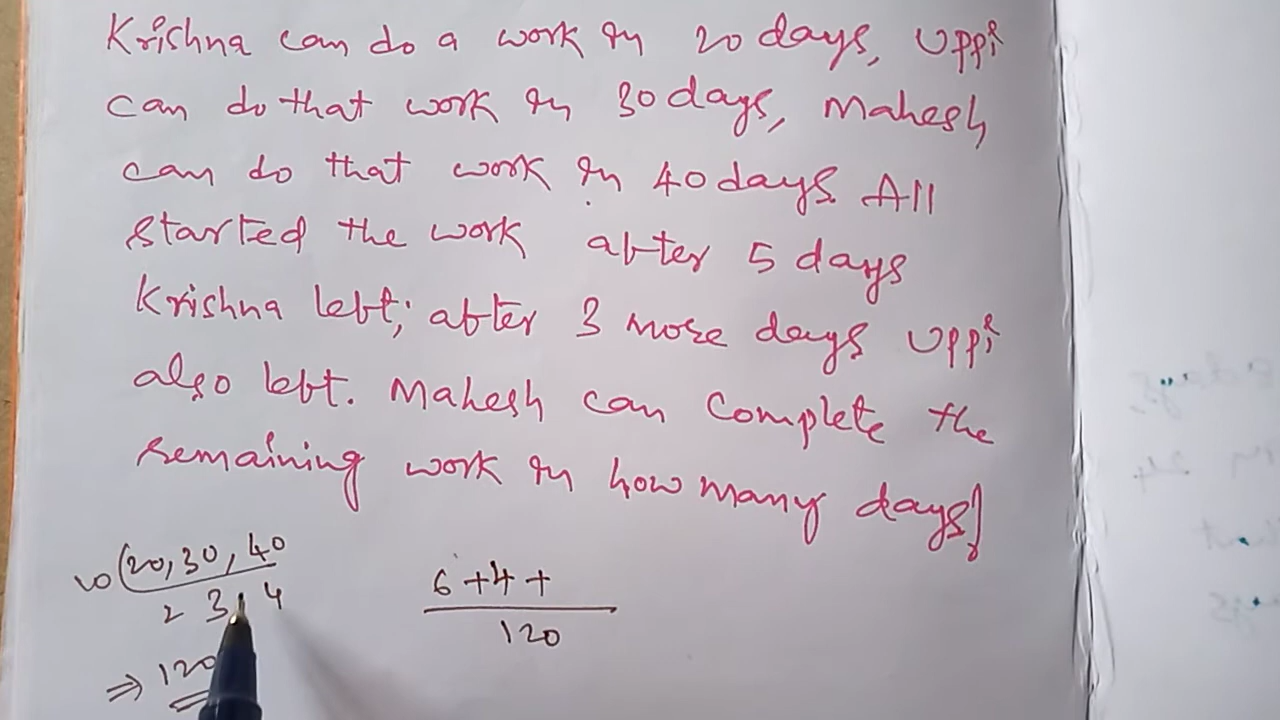 Krishna can do a work in 20 days, Uppi
can do that work in 30 days, Mahesh
can do that work in 40 days. All
started the work after 5 days
Krishna left; after 3 more days Uppi
also left. Mahesh can complete the
remaining work in how many days]
10(20, 30, 40
2 3, 4
⇒ 120
6 + 4 +
120